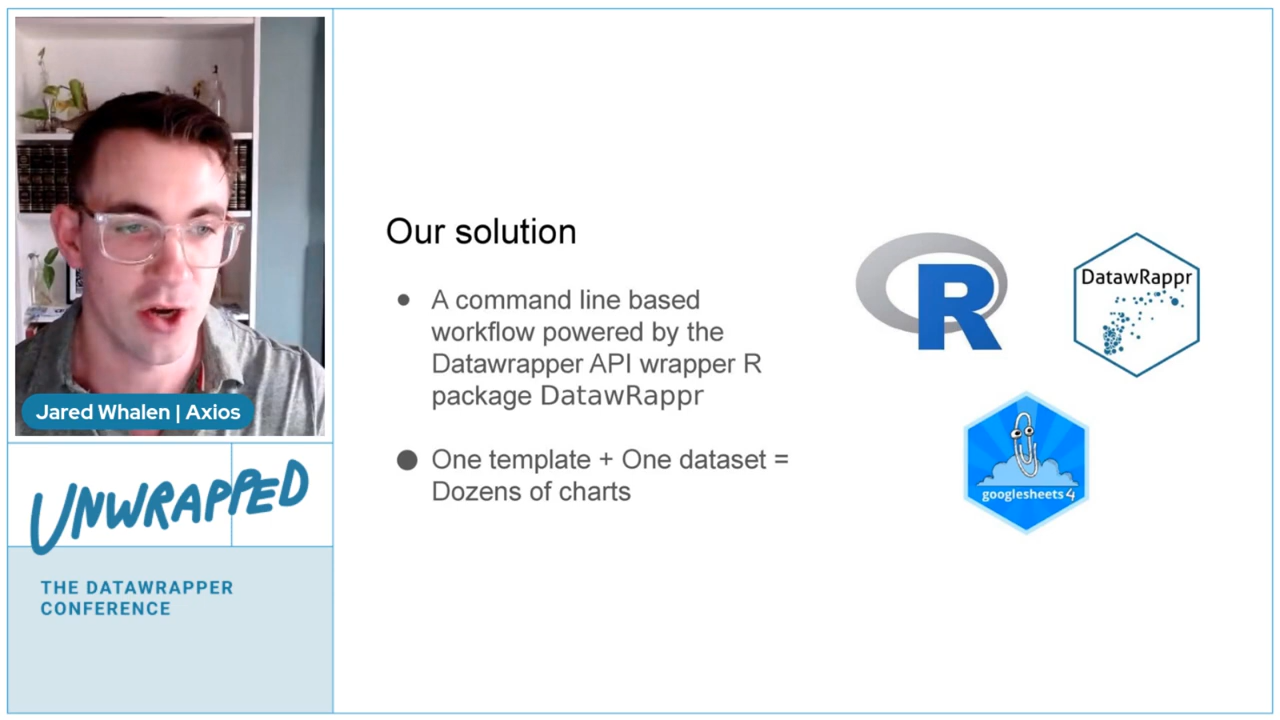 Jared Whalen | Axios
UNWRAPPED
THE DATAWRAPPER
CONFERENCE
Our solution
● A command line based
workflow powered by the
Datawrapper API wrapper R
package DatawRappr
● One template + One dataset =
Dozens of charts
R
DatawRappr
googlesheets4